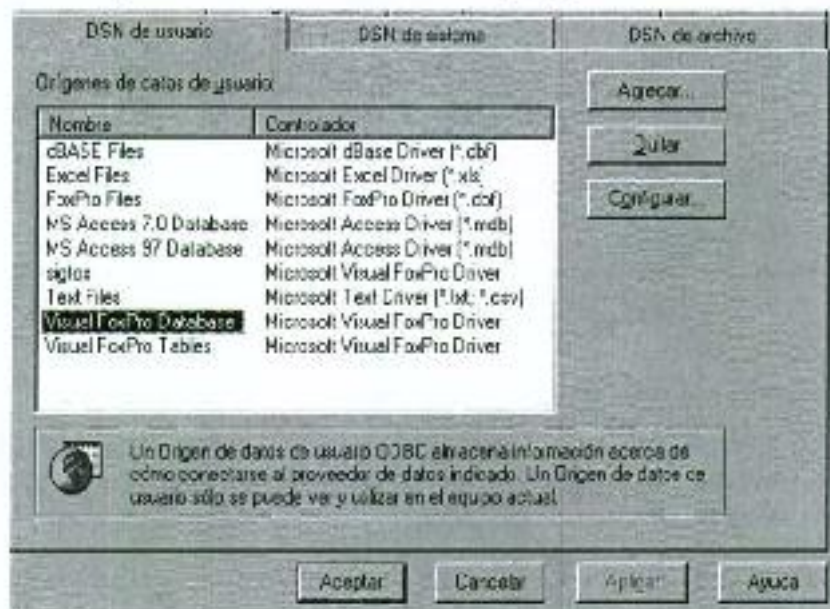 DSN de usuario
DSN de sistema
DSN de archivo
Orígenes de datos de usuario:
Agregar...
Quitar
Configurar...
Nombre Controlador
dBASE Files Microsoft dBase Driver (*.dbf)
Excel Files Microsoft Excel Driver (*.xls)
FoxPro Files Microsoft FoxPro Driver (*.dbf)
MS Access 7.0 Database Microsoft Access Driver (*.mdb)
MS Access 97 Database Microsoft Access Driver (*.mdb)
siglos Microsoft Visual FoxPro Driver
Text Files Microsoft Text Driver (*.txt; *.csv)
Visual FoxPro Database Microsoft Visual FoxPro Driver
Visual FoxPro Tables Microsoft Visual FoxPro Driver
Un Origen de datos de usuario ODBC almacena información acerca de
cómo conectarse al proveedor de datos indicado. Un Origen de datos de
usuario sólo se puede ver y utilizar en el equipo actual.
Aceptar
Cancelar
Aplicar
Ayuda